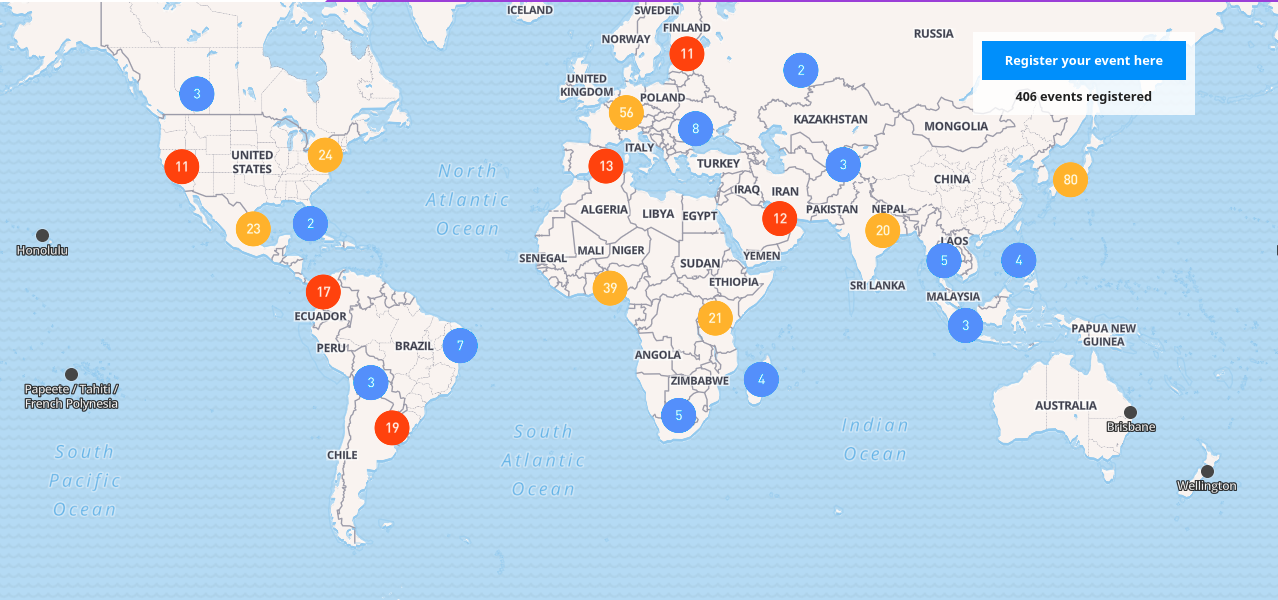 ICELAND
SWEDEN
FINLAND
NORWAY
RUSSIA
11
2
Register your event here
406 events registered
UNITED
KINGDOM
POLAND
3
56
KAZAKHSTAN
8
MONGOLIA
ITALY
24
UNITED
STATES
11
13
TURKEY
3
CHINA
80
North
Atlantic
Ocean
IRAQ
IRAN
ALGERIA
LIBYA
EGYPT
PAKISTAN
NEPAL
12
2
23
20
Honolulu
MALI
NIGER
LAOS
SENEGAL
SUDAN
YEMEN
5
4
ETHIOPIA
SRI LANKA
17
39
MALAYSIA
ECUADOR
21
3
PAPUA NEW
GUINEA
PERU
BRAZIL
7
ANGOLA
3
ZIMBABWE
4
Papeete / Tahiti /
French Polynesia
AUSTRALIA
5
19
Brisbane
South
Pacific
Ocean
South
Atlantic
Ocean
Indian
Ocean
CHILE
Wellington